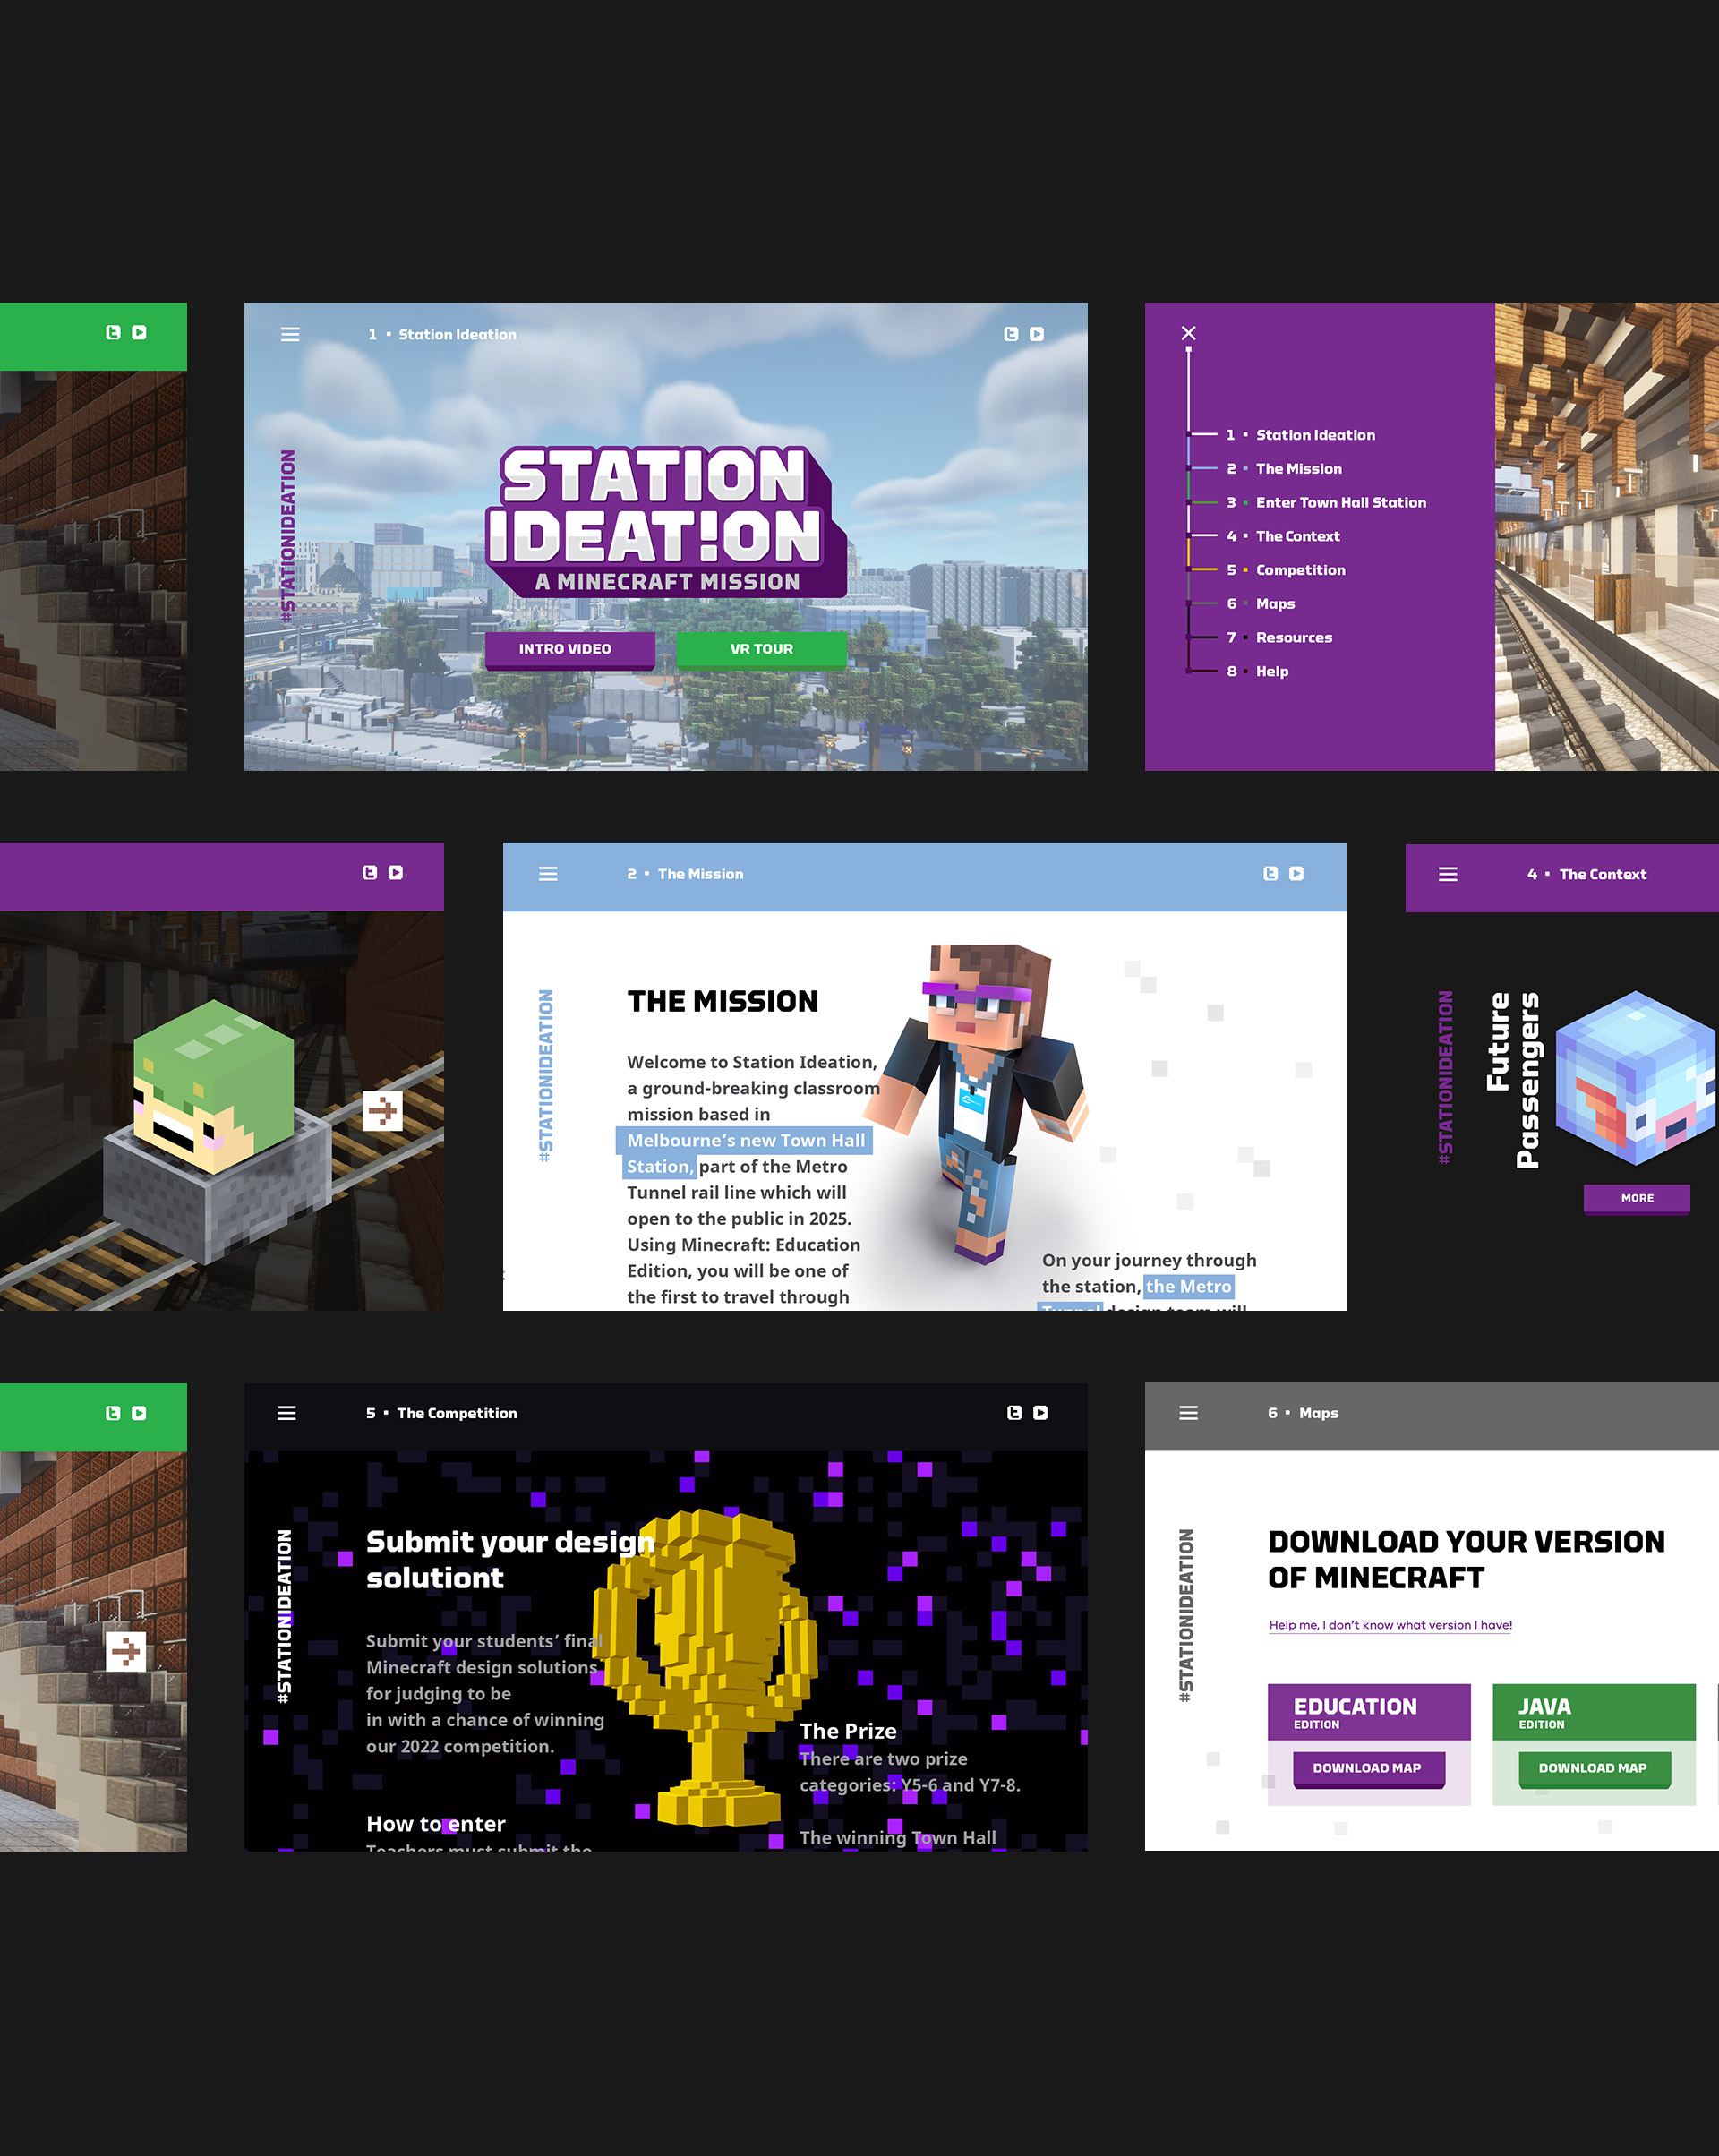 1 ▪ Station Ideation
#STATIONIDEATION
STATION
IDEAT!ON
A MINECRAFT MISSION
INTRO VIDEO
VR TOUR
1 ▪ Station Ideation
2 ▪ The Mission
3 ▪ Enter Town Hall Station
4 ▪ The Context
5 ▪ Competition
6 ▪ Maps
7 ▪ Resources
8 ▪ Help
2 ▪ The Mission
#STATIONIDEATION
THE MISSION
Welcome to Station Ideation,
a ground-breaking classroom
mission based in
Melbourne’s new Town Hall
Station, part of the Metro
Tunnel rail line which will
open to the public in 2025.
Using Minecraft: Education
Edition, you will be one of
the first to travel through
On your journey through
the station, the Metro
Tunnel design team will
4 ▪ The Context
#STATIONIDEATION
Future
Passengers
MORE
5 ▪ The Competition
#STATIONIDEATION
Submit your design
solutiont
Submit your students’ final
Minecraft design solutions
for judging to be
in with a chance of winning
our 2022 competition.
How to enter
Teachers must submit the
The Prize
There are two prize
categories: Y5-6 and Y7-8.
The winning Town Hall
6 ▪ Maps
#STATIONIDEATION
DOWNLOAD YOUR VERSION
OF MINECRAFT
Help me, I don’t know what version I have!
EDUCATION
EDITION
DOWNLOAD MAP
JAVA
EDITION
DOWNLOAD MAP